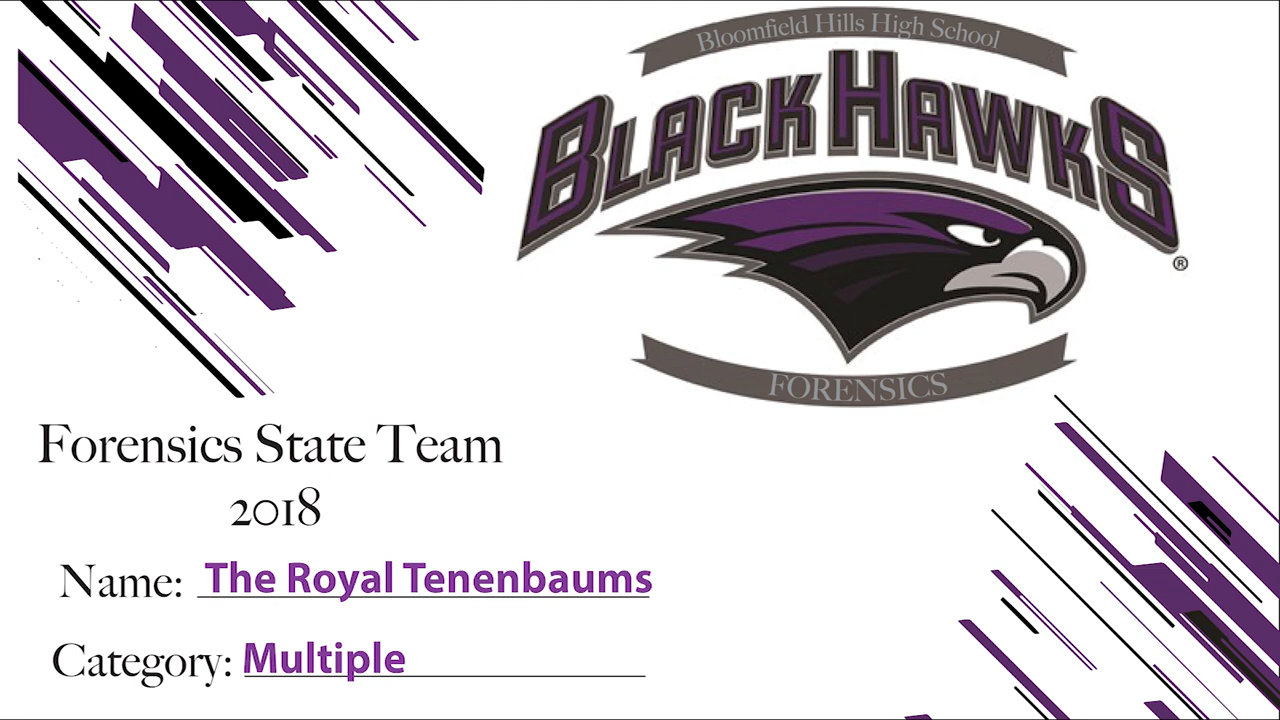 Bloomfield Hills High School
BLACKHAWKS
®
FORENSICS
Forensics State Team
2018
Name: The Royal Tenenbaums
Category: Multiple